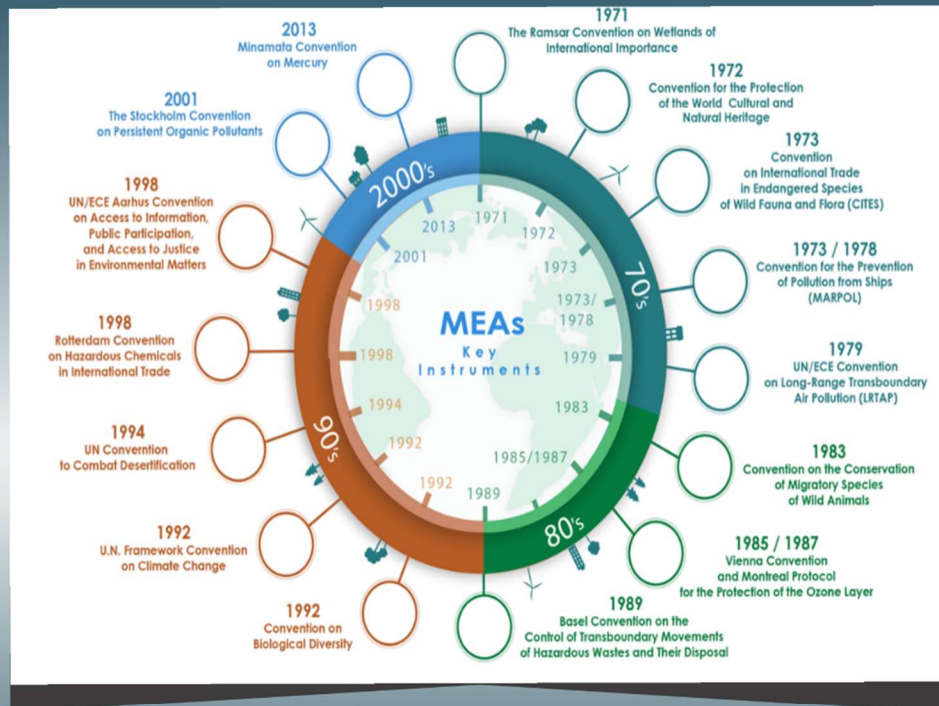 1971
The Ramsar Convention on Wetlands of
International Importance
1972
Convention for the Protection
of the World Cultural and
Natural Heritage
1973
Convention
on International Trade
in Endangered Species
of Wild Fauna and Flora (CITES)
1973 / 1978
Convention for the Prevention
of Pollution from Ships
(MARPOL)
1979
UN/ECE Convention
on Long-Range Transboundary
Air Pollution (LRTAP)
1983
Convention on the Conservation
of Migratory Species
of Wild Animals
1985 / 1987
Vienna Convention
and Montreal Protocol
for the Protection of the Ozone Layer
1989
Basel Convention on the
Control of Transboundary Movements
of Hazardous Wastes and Their Disposal
1992
Convention on
Biological Diversity
1992
U.N. Framework Convention
on Climate Change
1994
UN Converntion
to Combat Desertification
1998
Rotterdam Convention
on Hazardous Chemicals
in International Trade
1998
UN/ECE Aarhus Convention
on Access to Information,
Public Participation,
and Access to Justice
in Environmental Matters
2001
The Stockholm Convention
on Persistent Organic Pollutants
2013
Minamata Convention
on Mercury
70's
80's
90's
2000's
1971
1972
1973
1973/
1978
1979
1983
1985/1987
1989
1992
1992
1994
1998
1998
2001
2013
MEAs
Key
Instruments